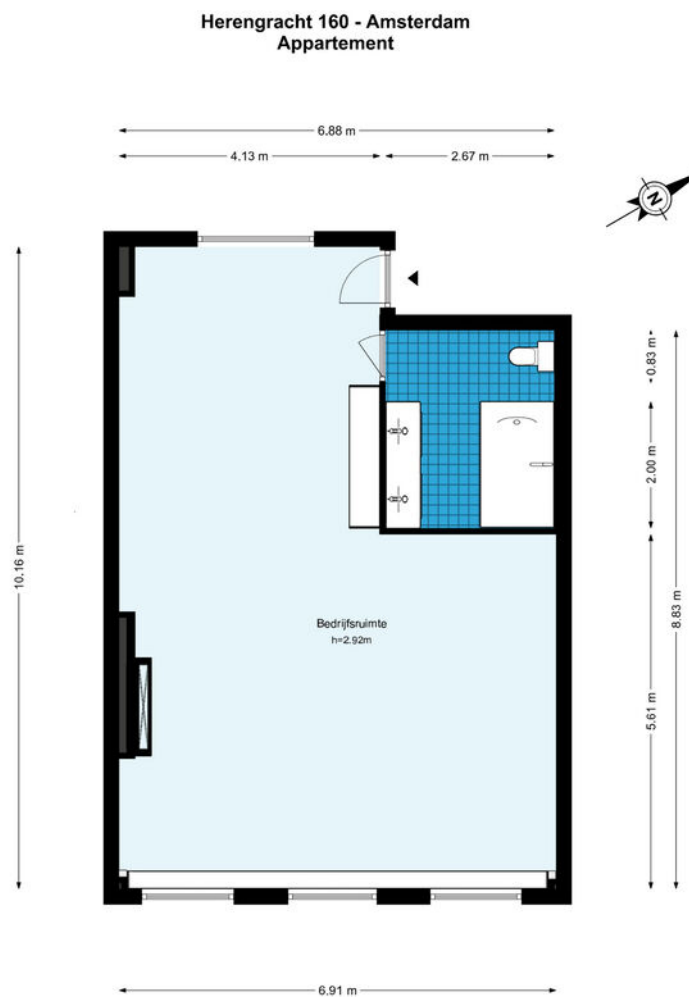 Herengracht 160 - Amsterdam
Appartement
6.88 m
4.13 m
2.67 m
N
0.83 m
2.00 m
10.16 m
8.83 m
Bedrijfsruimte
h=2.92m
5.61 m
6.91 m